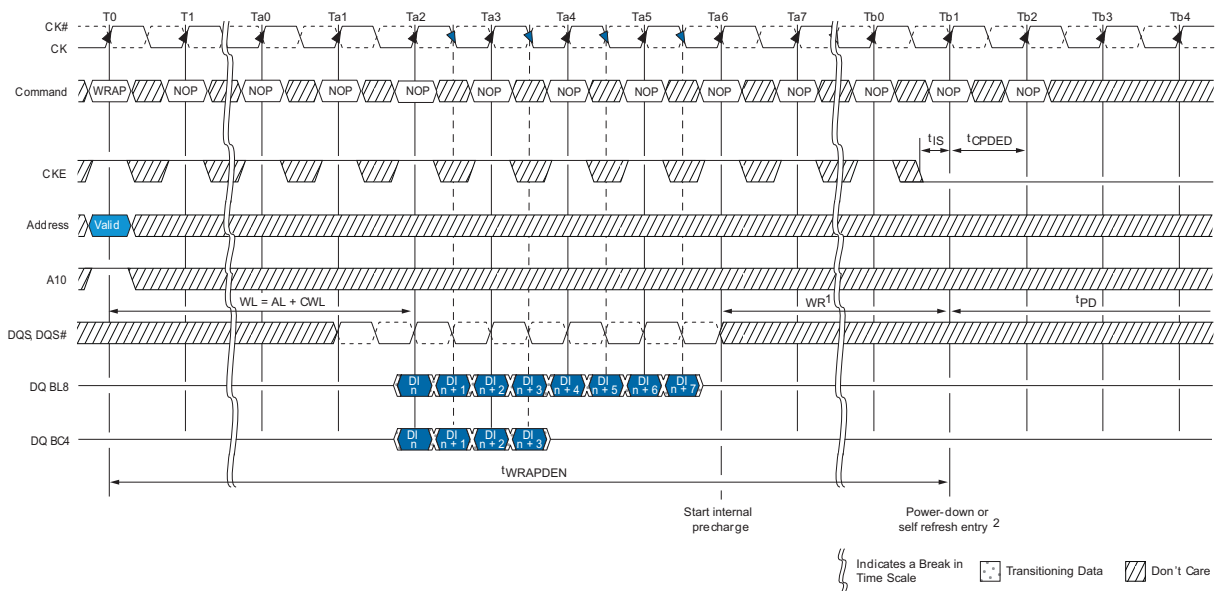 T0 T1 Ta0 Ta1 Ta2 Ta3 Ta4 Ta5 Ta6 Ta7 Tb0 Tb1 Tb2 Tb3 Tb4
CK#
CK
Command WRAP NOP NOP NOP NOP NOP NOP NOP NOP NOP NOP NOP NOP
tIS tCPDED
CKE
Address Valid
A10
WL = AL + CWL WR1 tPD
DQS, DQS#
DQ BL8 DI n DI n + 1 DI n + 2 DI n + 3 DI n + 4 DI n + 5 DI n + 6 DI n + 7
DQ BC4 DI n DI n + 1 DI n + 2 DI n + 3
tWRAPDEN
Start internal
precharge
Power-down or
self refresh entry 2
Indicates a Break in
Time Scale
Transitioning Data
Don't Care